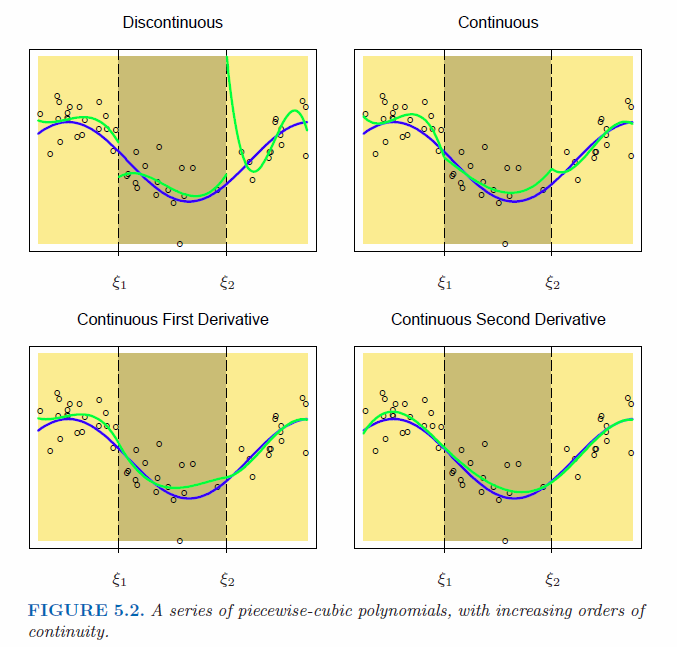 Discontinuous
Continuous
ξ1
ξ2
ξ1
ξ2
Continuous First Derivative
Continuous Second Derivative
ξ1
ξ2
ξ1
ξ2
FIGURE 5.2. A series of piecewise-cubic polynomials, with increasing orders of
continuity.